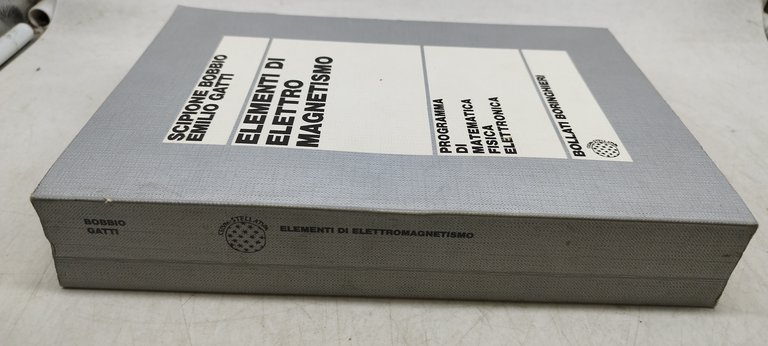 SCIPIONE BOBBIO
EMILIO GATTI
ELEMENTI DI
ELETTRO
MAGNETISMO
PROGRAMMA
DI
MATEMATICA
FISICA
ELETTRONICA
BOLLATI BORINGHIERI
BOBBIO
GATTI
ELEMENTI DI ELETTROMAGNETISMO